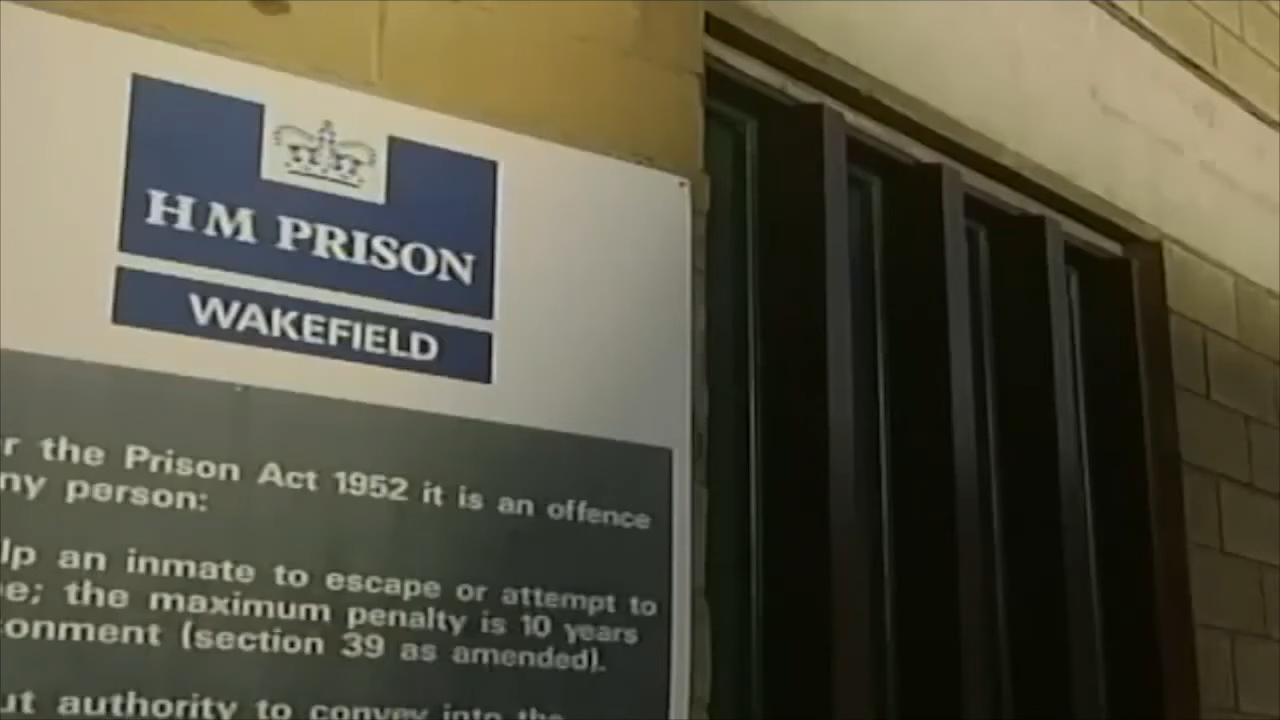 HM PRISON
WAKEFIELD
r the Prison Act 1952 it is an offence
ny person:
lp an inmate to escape or attempt to
e; the maximum penalty is 10 years
onment (section 39 as amended).
ut authority to convey into the